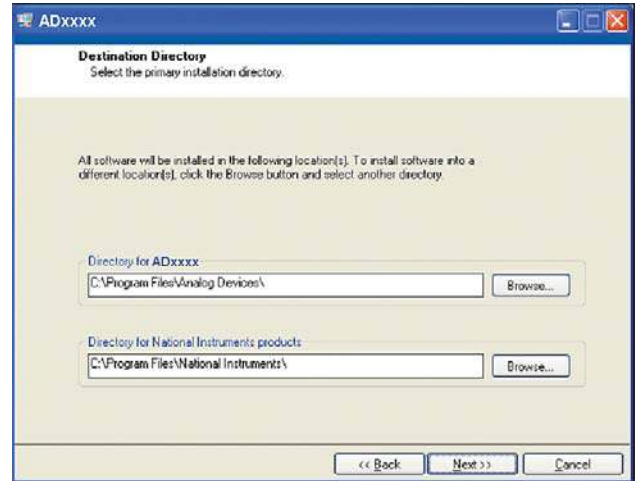 ADxxxx
Destination Directory
Select the primary installation directory.
All software will be installed in the following location(s). To install software into a
different location(s), click the Browse button and select another directory.
Directory for ADxxxx
C:\Program Files\Analog Devices\
Browse...
Directory for National Instruments products
C:\Program Files\National Instruments\
Browse...
<< Back
Next >>
Cancel